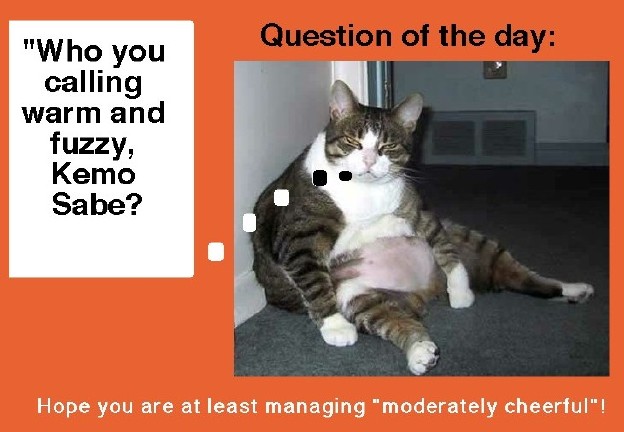 Question of the day:
"Who you
calling
warm and
fuzzy,
Kemo
Sabe?
Hope you are at least managing "moderately cheerful"!